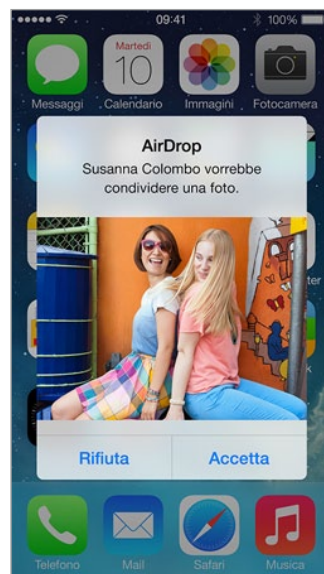 09:41
100%
Martedì
10
Messaggi Calendario Immagini Fotocamera
AirDrop
Susanna Colombo vorrebbe
condividere una foto.
Rifiuta Accetta
Telefono Mail Safari Musica